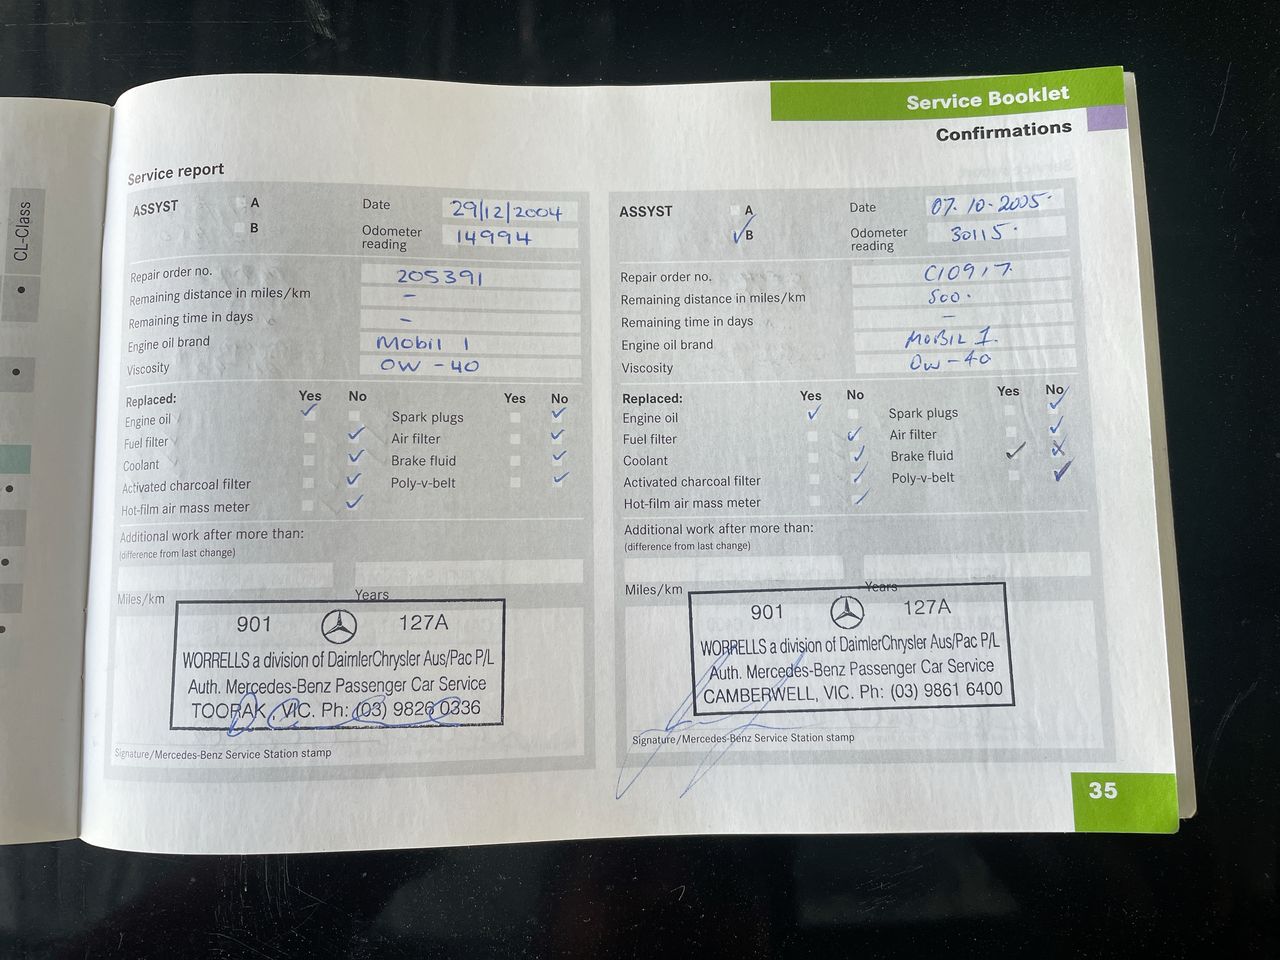 CL-Class
Service Booklet
Confirmations
Service report
ASSYST
A
B
Date 29/12/2004
Odometer reading 14994
Repair order no. 205391
Remaining distance in miles/km –
Remaining time in days –
Engine oil brand Mobil 1
Viscosity 0W-40
Replaced: Yes No Yes No
Engine oil Spark plugs
Fuel filter Air filter
Coolant Brake fluid
Activated charcoal filter Poly-v-belt
Hot-film air mass meter
Additional work after more than:
(difference from last change)
Miles/km Years
901 127A
WORRELLS a division of DaimlerChrysler Aus/Pac P/L
Auth. Mercedes-Benz Passenger Car Service
TOORAK, VIC. Ph: (03) 9826 0336
Signature/Mercedes-Benz Service Station stamp
ASSYST
A
B
Date 07.10.2005.
Odometer reading 30115.
Repair order no. C10917.
Remaining distance in miles/km 500.
Remaining time in days –
Engine oil brand MOBIL 1.
Viscosity 0w-40
Replaced: Yes No Yes No
Engine oil Spark plugs
Fuel filter Air filter
Coolant Brake fluid
Activated charcoal filter Poly-v-belt
Hot-film air mass meter
Additional work after more than:
(difference from last change)
Miles/km Years
901 127A
WORRELLS a division of DaimlerChrysler Aus/Pac P/L
Auth. Mercedes-Benz Passenger Car Service
CAMBERWELL, VIC. Ph: (03) 9861 6400
Signature/Mercedes-Benz Service Station stamp
35